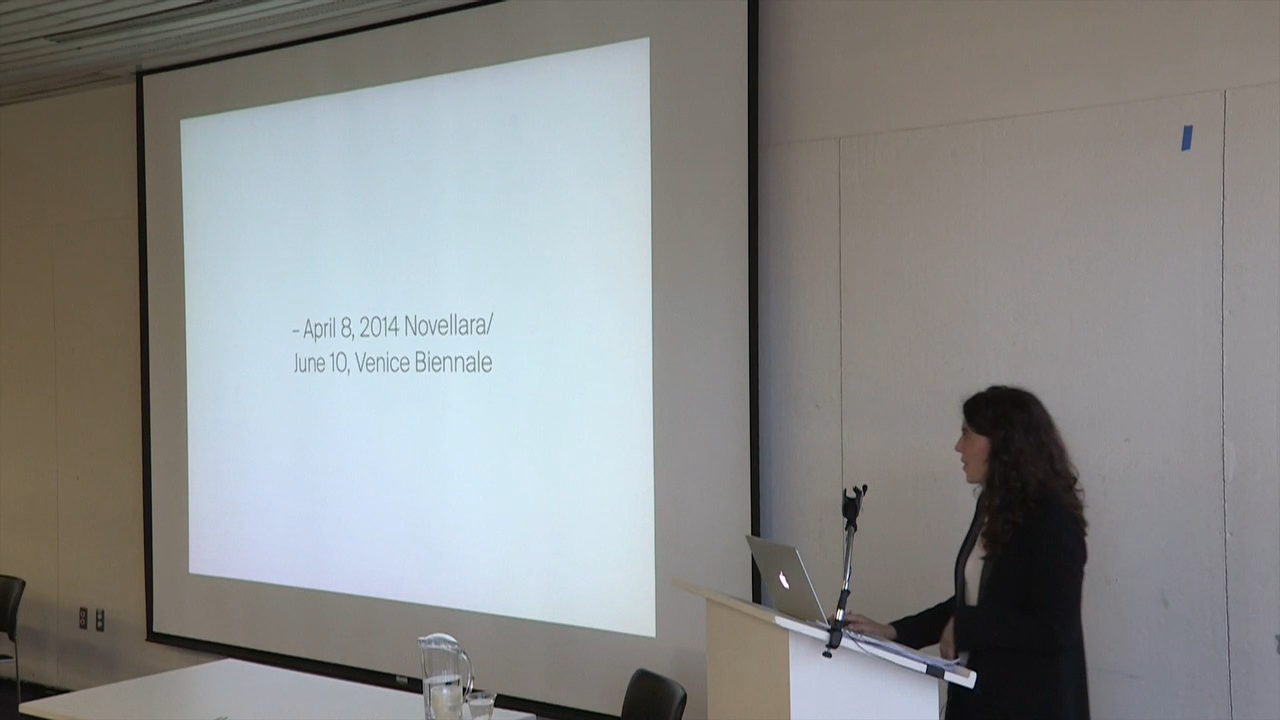 – April 8, 2014 Novellara/
June 10, Venice Biennale